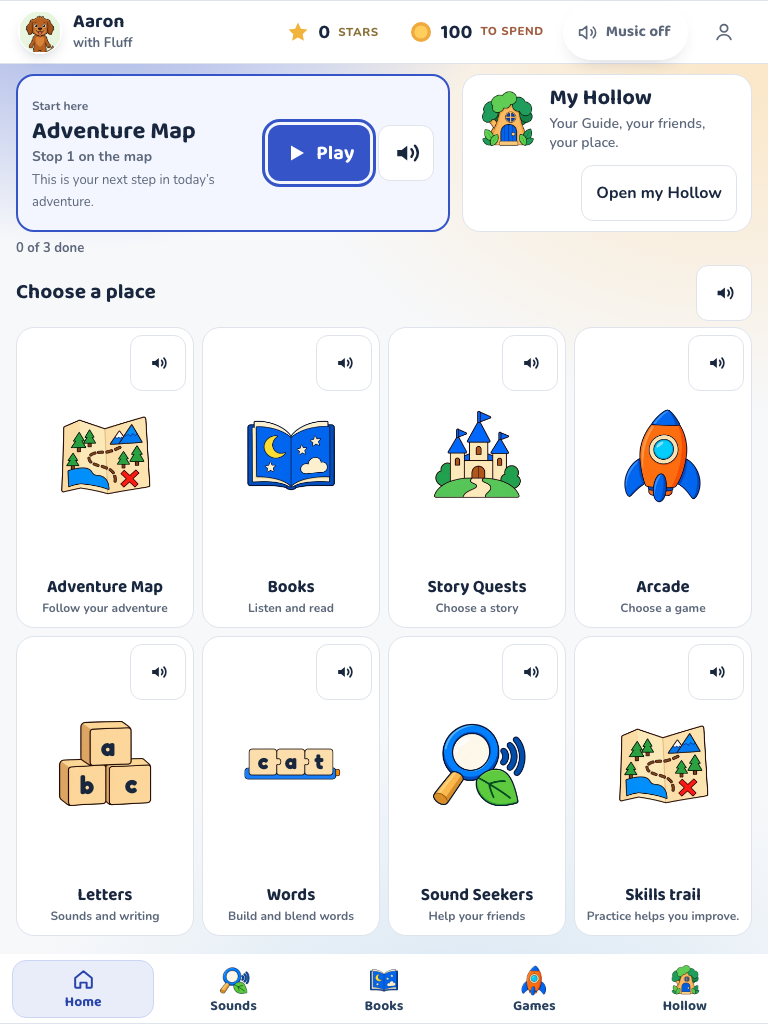 Aaron
with Fluff
0 STARS
100 TO SPEND
Music off
Start here
Adventure Map
Stop 1 on the map
This is your next step in today's
adventure.
Play
My Hollow
Your Guide, your friends,
your place.
Open my Hollow
0 of 3 done
Choose a place
Adventure Map
Follow your adventure
Books
Listen and read
Story Quests
Choose a story
Arcade
Choose a game
a
b c
Letters
Sounds and writing
c a t
Words
Build and blend words
Sound Seekers
Help your friends
Skills trail
Practice helps you improve.
Home
Sounds
Books
Games
Hollow